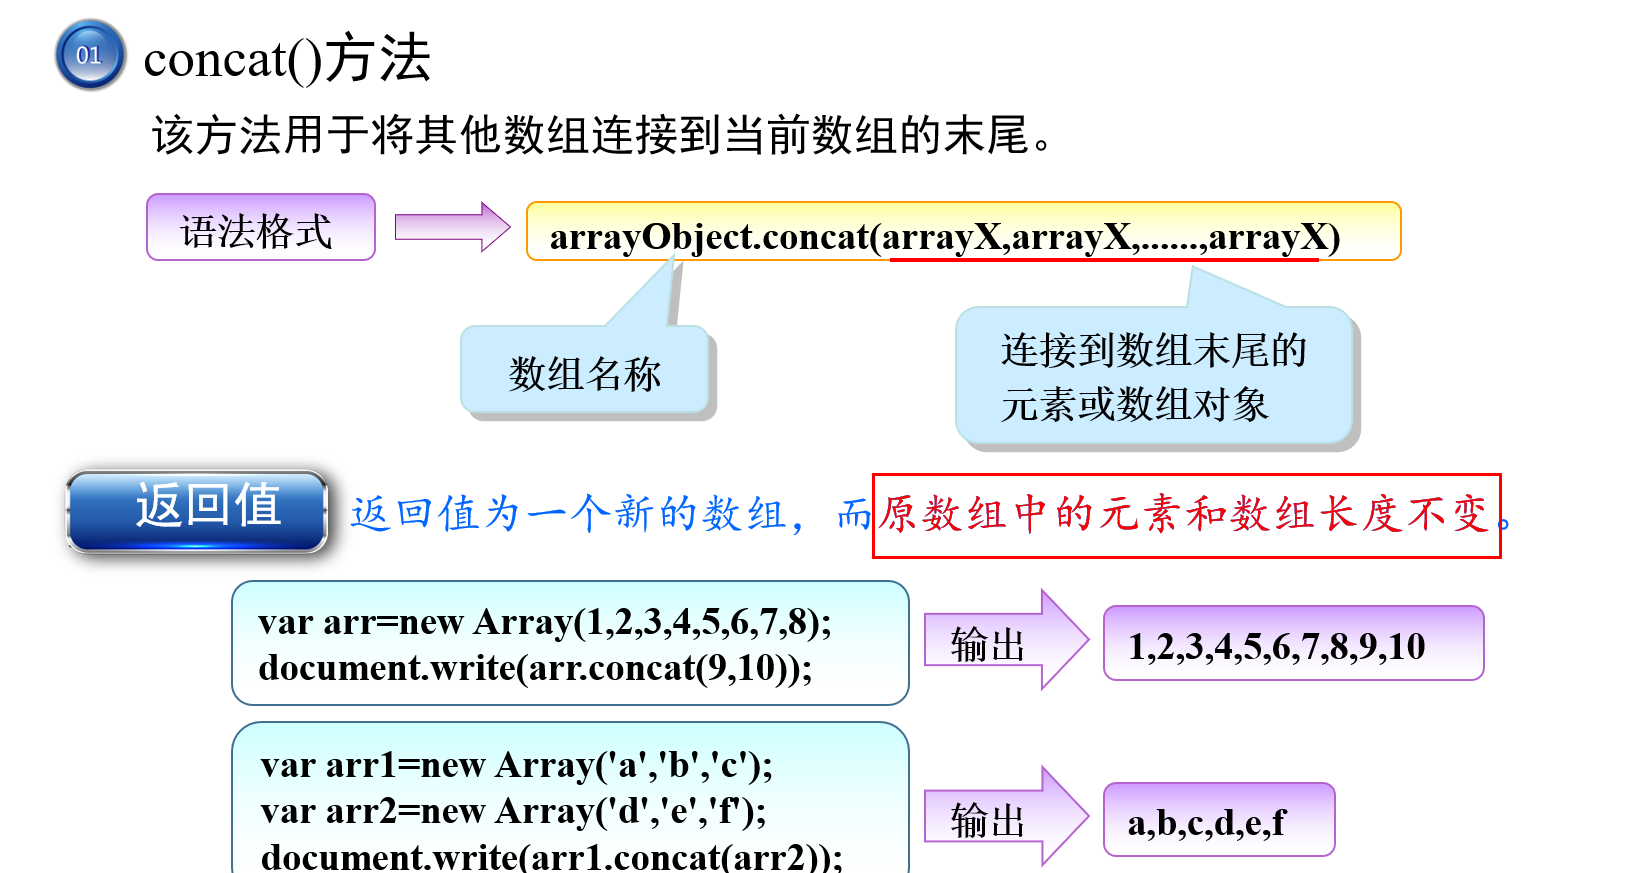 01
concat()方法
该方法用于将其他数组连接到当前数组的末尾。
语法格式
arrayObject.concat(arrayX,arrayX,......,arrayX)
数组名称
连接到数组末尾的
元素或数组对象
返回值
返回值为一个新的数组，而原数组中的元素和数组长度不变。
var arr=new Array(1,2,3,4,5,6,7,8);
document.write(arr.concat(9,10));
输出
1,2,3,4,5,6,7,8,9,10
var arr1=new Array('a','b','c');
var arr2=new Array('d','e','f');
document.write(arr1.concat(arr2));
输出
a,b,c,d,e,f